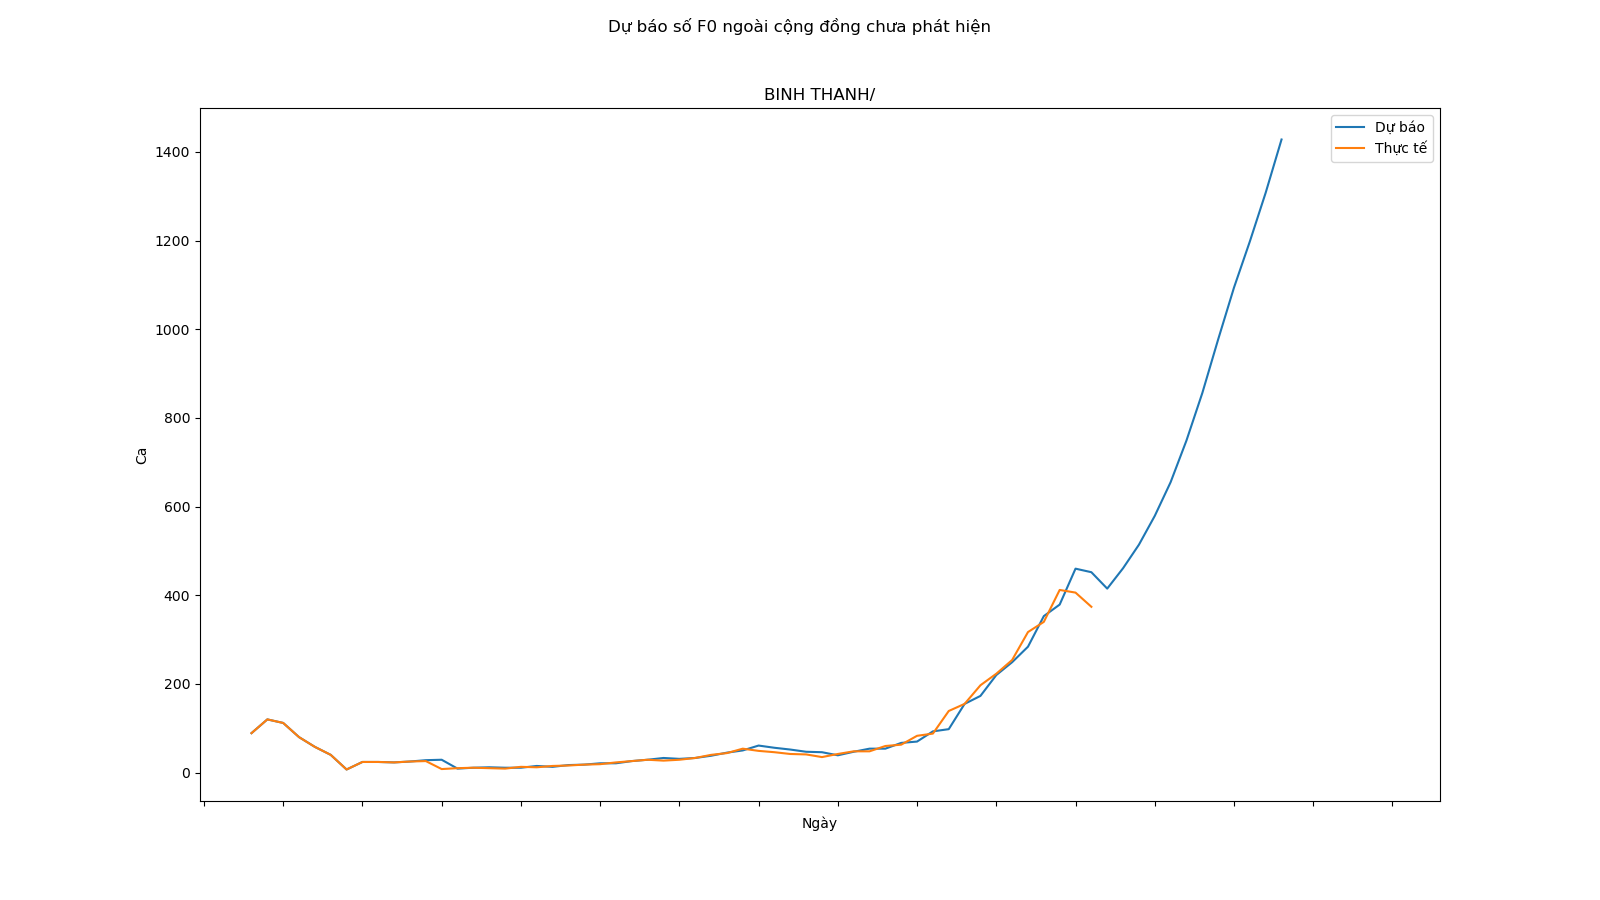 Dự báo số F0 ngoài cộng đồng chưa phát hiện
BINH THANH/
Dự báo
Thực tế
1400
1200
1000
800
600
400
200
0
Ca
Ngày